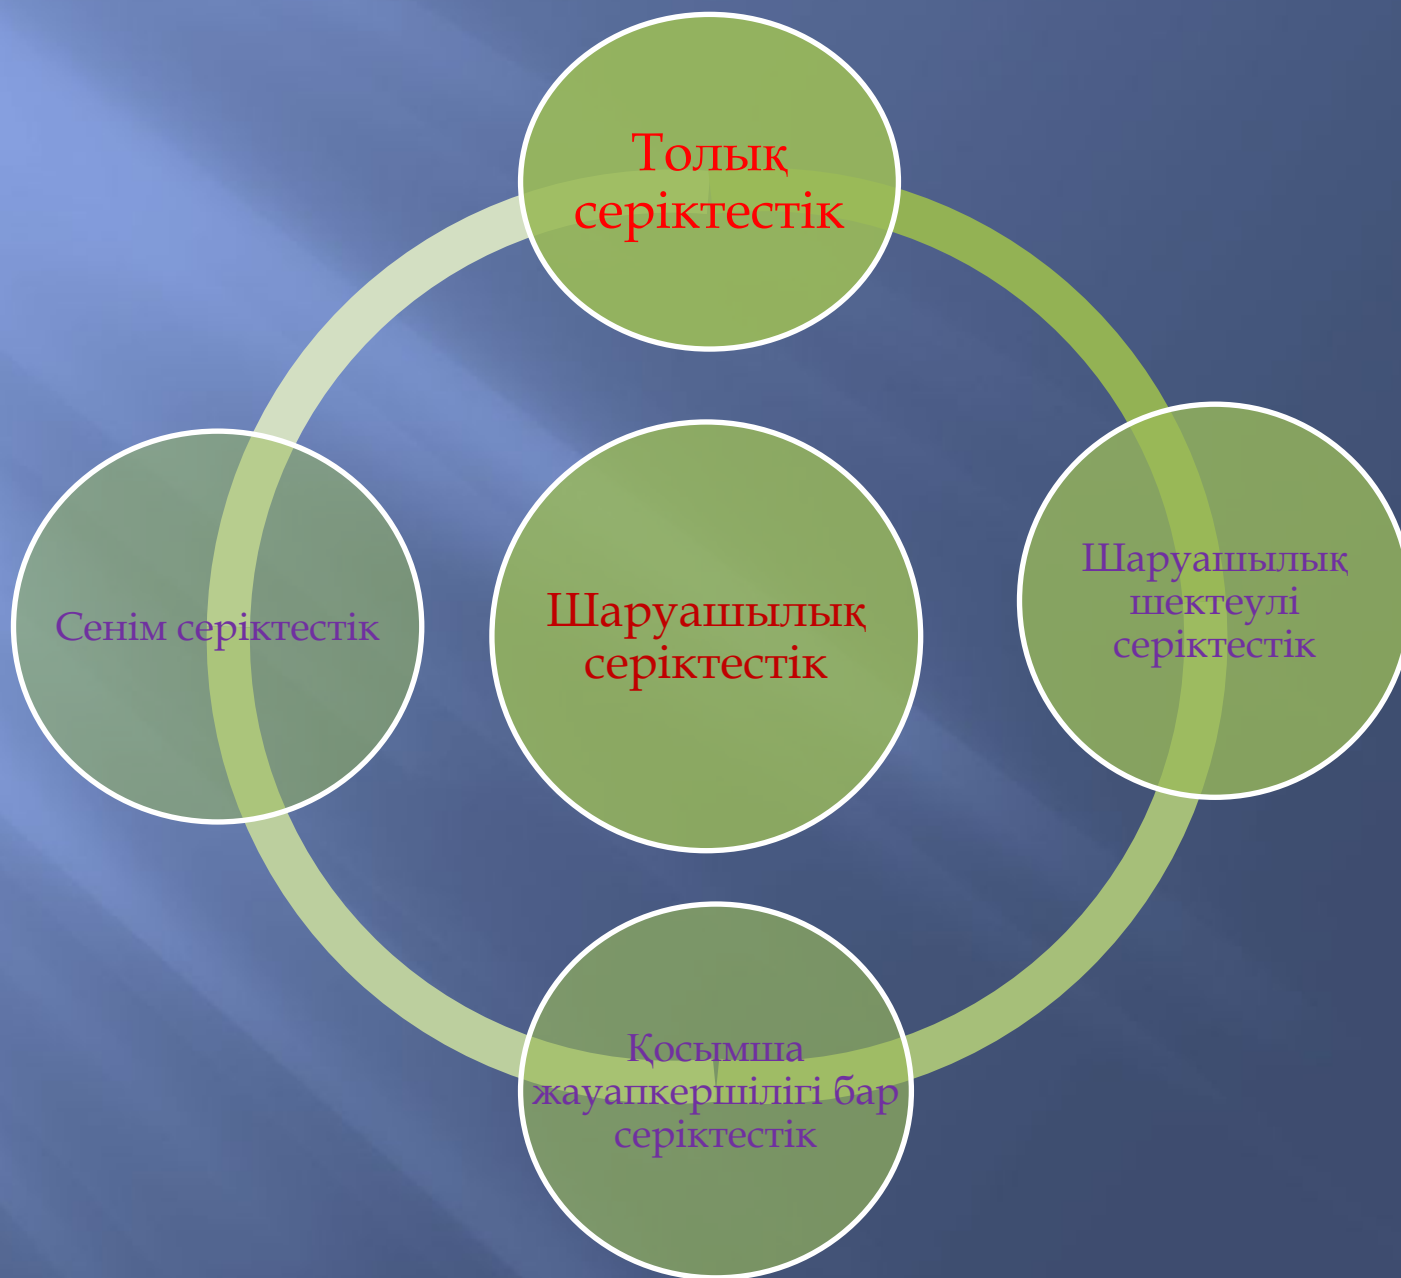 Толық
серіктестік
Шаруашылық
шектеулі
серіктестік
Сенім серіктестік
Шаруашылық
серіктестік
Қосымша
жауапкершілігі бар
серіктестік